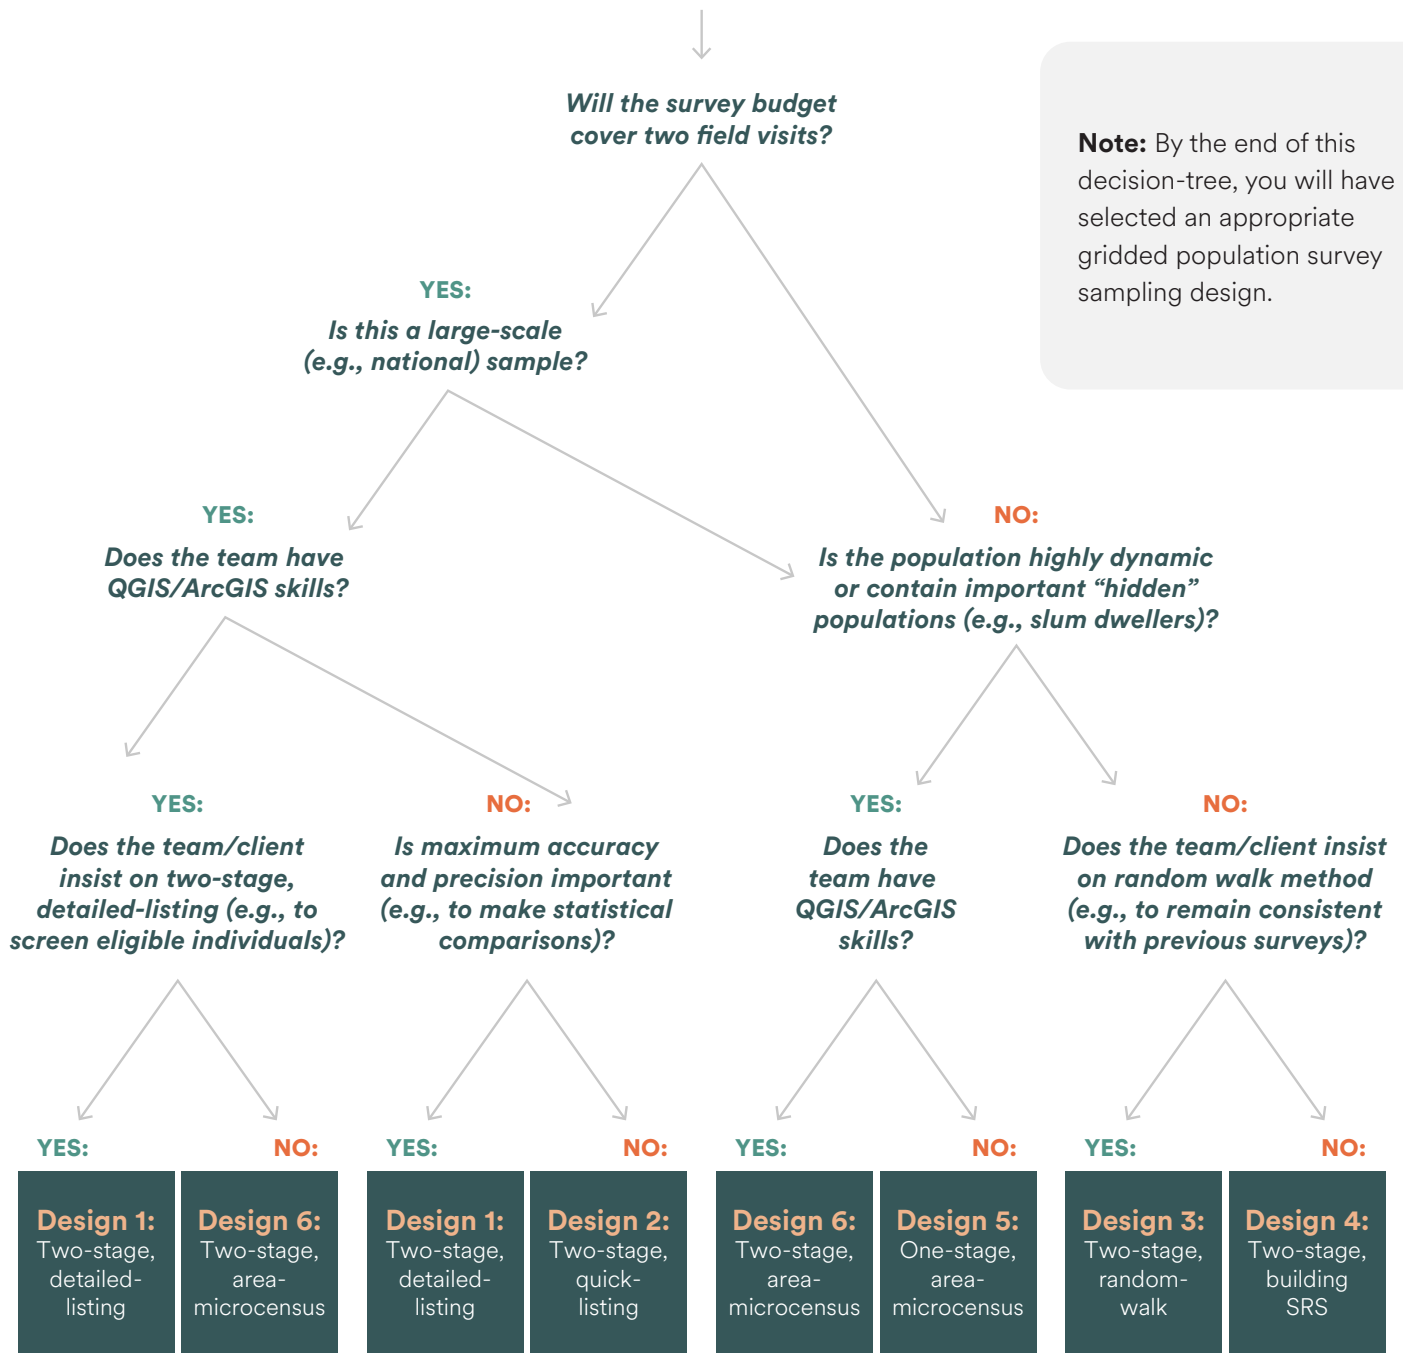 Will the survey budget
cover two field visits?
Note: By the end of this
decision-tree, you will have
selected an appropriate
gridded population survey
sampling design.
YES:
Is this a large-scale
(e.g., national) sample?
YES:
Does the team have
QGIS/ArcGIS skills?
NO:
Is the population highly dynamic
or contain important “hidden”
populations (e.g., slum dwellers)?
YES:
Does the team/client
insist on two-stage,
detailed-listing (e.g., to
screen eligible individuals)?
NO:
Is maximum accuracy
and precision important
(e.g., to make statistical
comparisons)?
YES:
Does the
team have
QGIS/ArcGIS
skills?
NO:
Does the team/client insist
on random walk method
(e.g., to remain consistent
with previous surveys)?
YES:
Design 1:
Two-stage,
detailed-
listing
NO:
Design 6:
Two-stage,
area-
microcensus
YES:
Design 1:
Two-stage,
detailed-
listing
NO:
Design 2:
Two-stage,
quick-
listing
YES:
Design 6:
Two-stage,
area-
microcensus
NO:
Design 5:
One-stage,
area-
microcensus
YES:
Design 3:
Two-stage,
random-
walk
NO:
Design 4:
Two-stage,
building
SRS